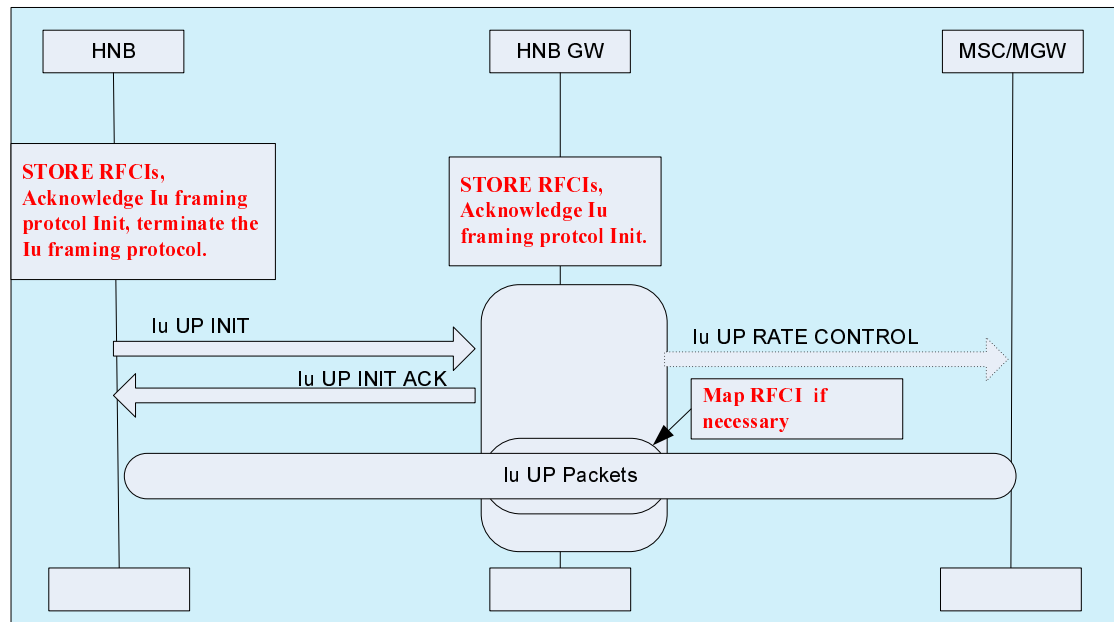 HNB
HNB GW
MSC/MGW
STORE RFCIs,
Acknowledge Iu framing
protcol Init, terminate the
Iu framing protocol.
STORE RFCIs,
Acknowledge Iu
framing protcol Init.
Iu UP INIT
Iu UP RATE CONTROL
Iu UP INIT ACK
Map RFCI if
necessary
Iu UP Packets